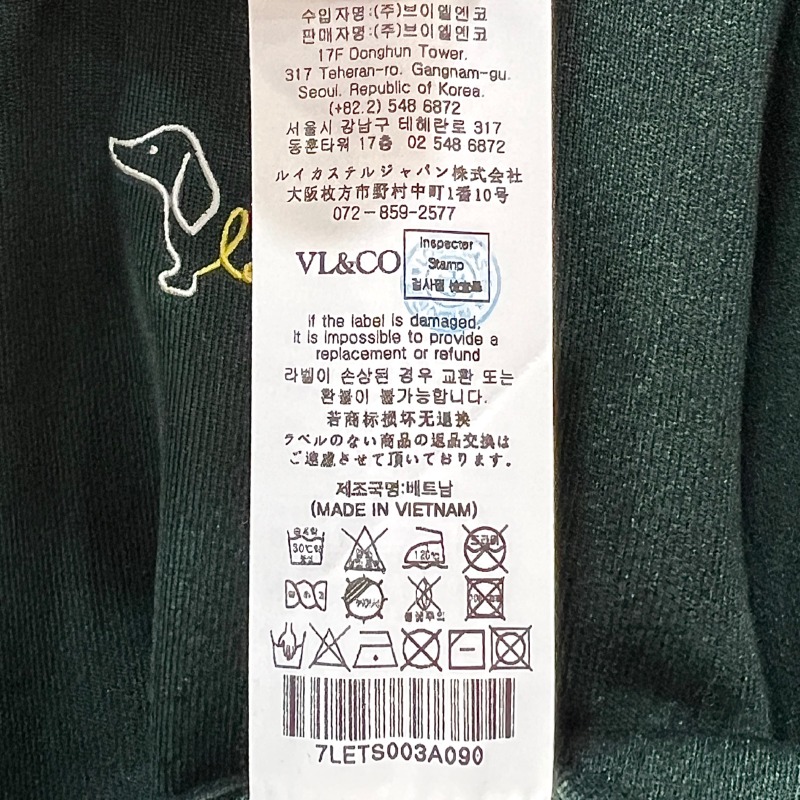 수입자명:(주)브이엘엔코
판매자명:(주)브이엘엔코
17F Donghun Tower.
317 Teheran-ro. Gangnam-gu.
Seoul. Republic of Korea.
(+82.2) 548 6872
서울시 강남구 테헤란로 317
동훈타워 17층 02 548 6872
ルイカステルジャパン株式会社
大阪枚方市野村中町1番10号
072-859-2577
VL&CO
Inspector
Stamp
검사필
If the label is damaged,
it is impossible to provide a
replacement or refund
라벨이 손상된 경우 교환 또는
환불이 불가능합니다.
若商标损坏无退换
ラベルのない商品の返品交換は
ご遠慮させて頂いております。
제조국명:베트남
(MADE IN VIETNAM)
30℃
120℃
드라이
7LETS003A090